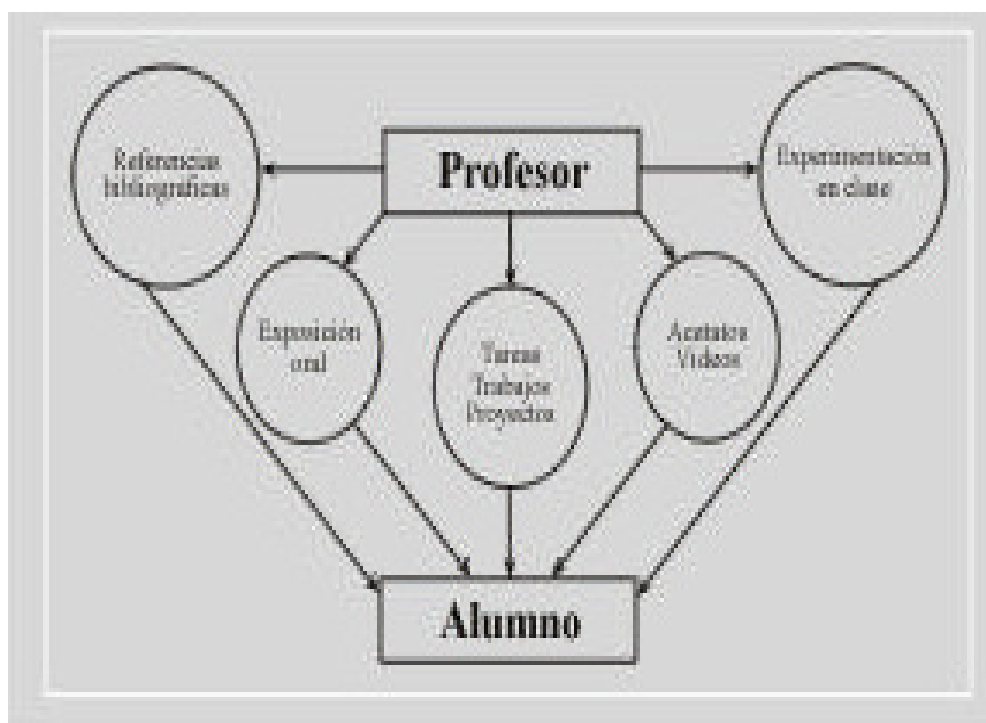 Profesor
Referencias
bibliográficas
Experimentación
en clase
Exposición
oral
Tareas
Trabajos
Proyectos
Acetatos
Videos
Alumno